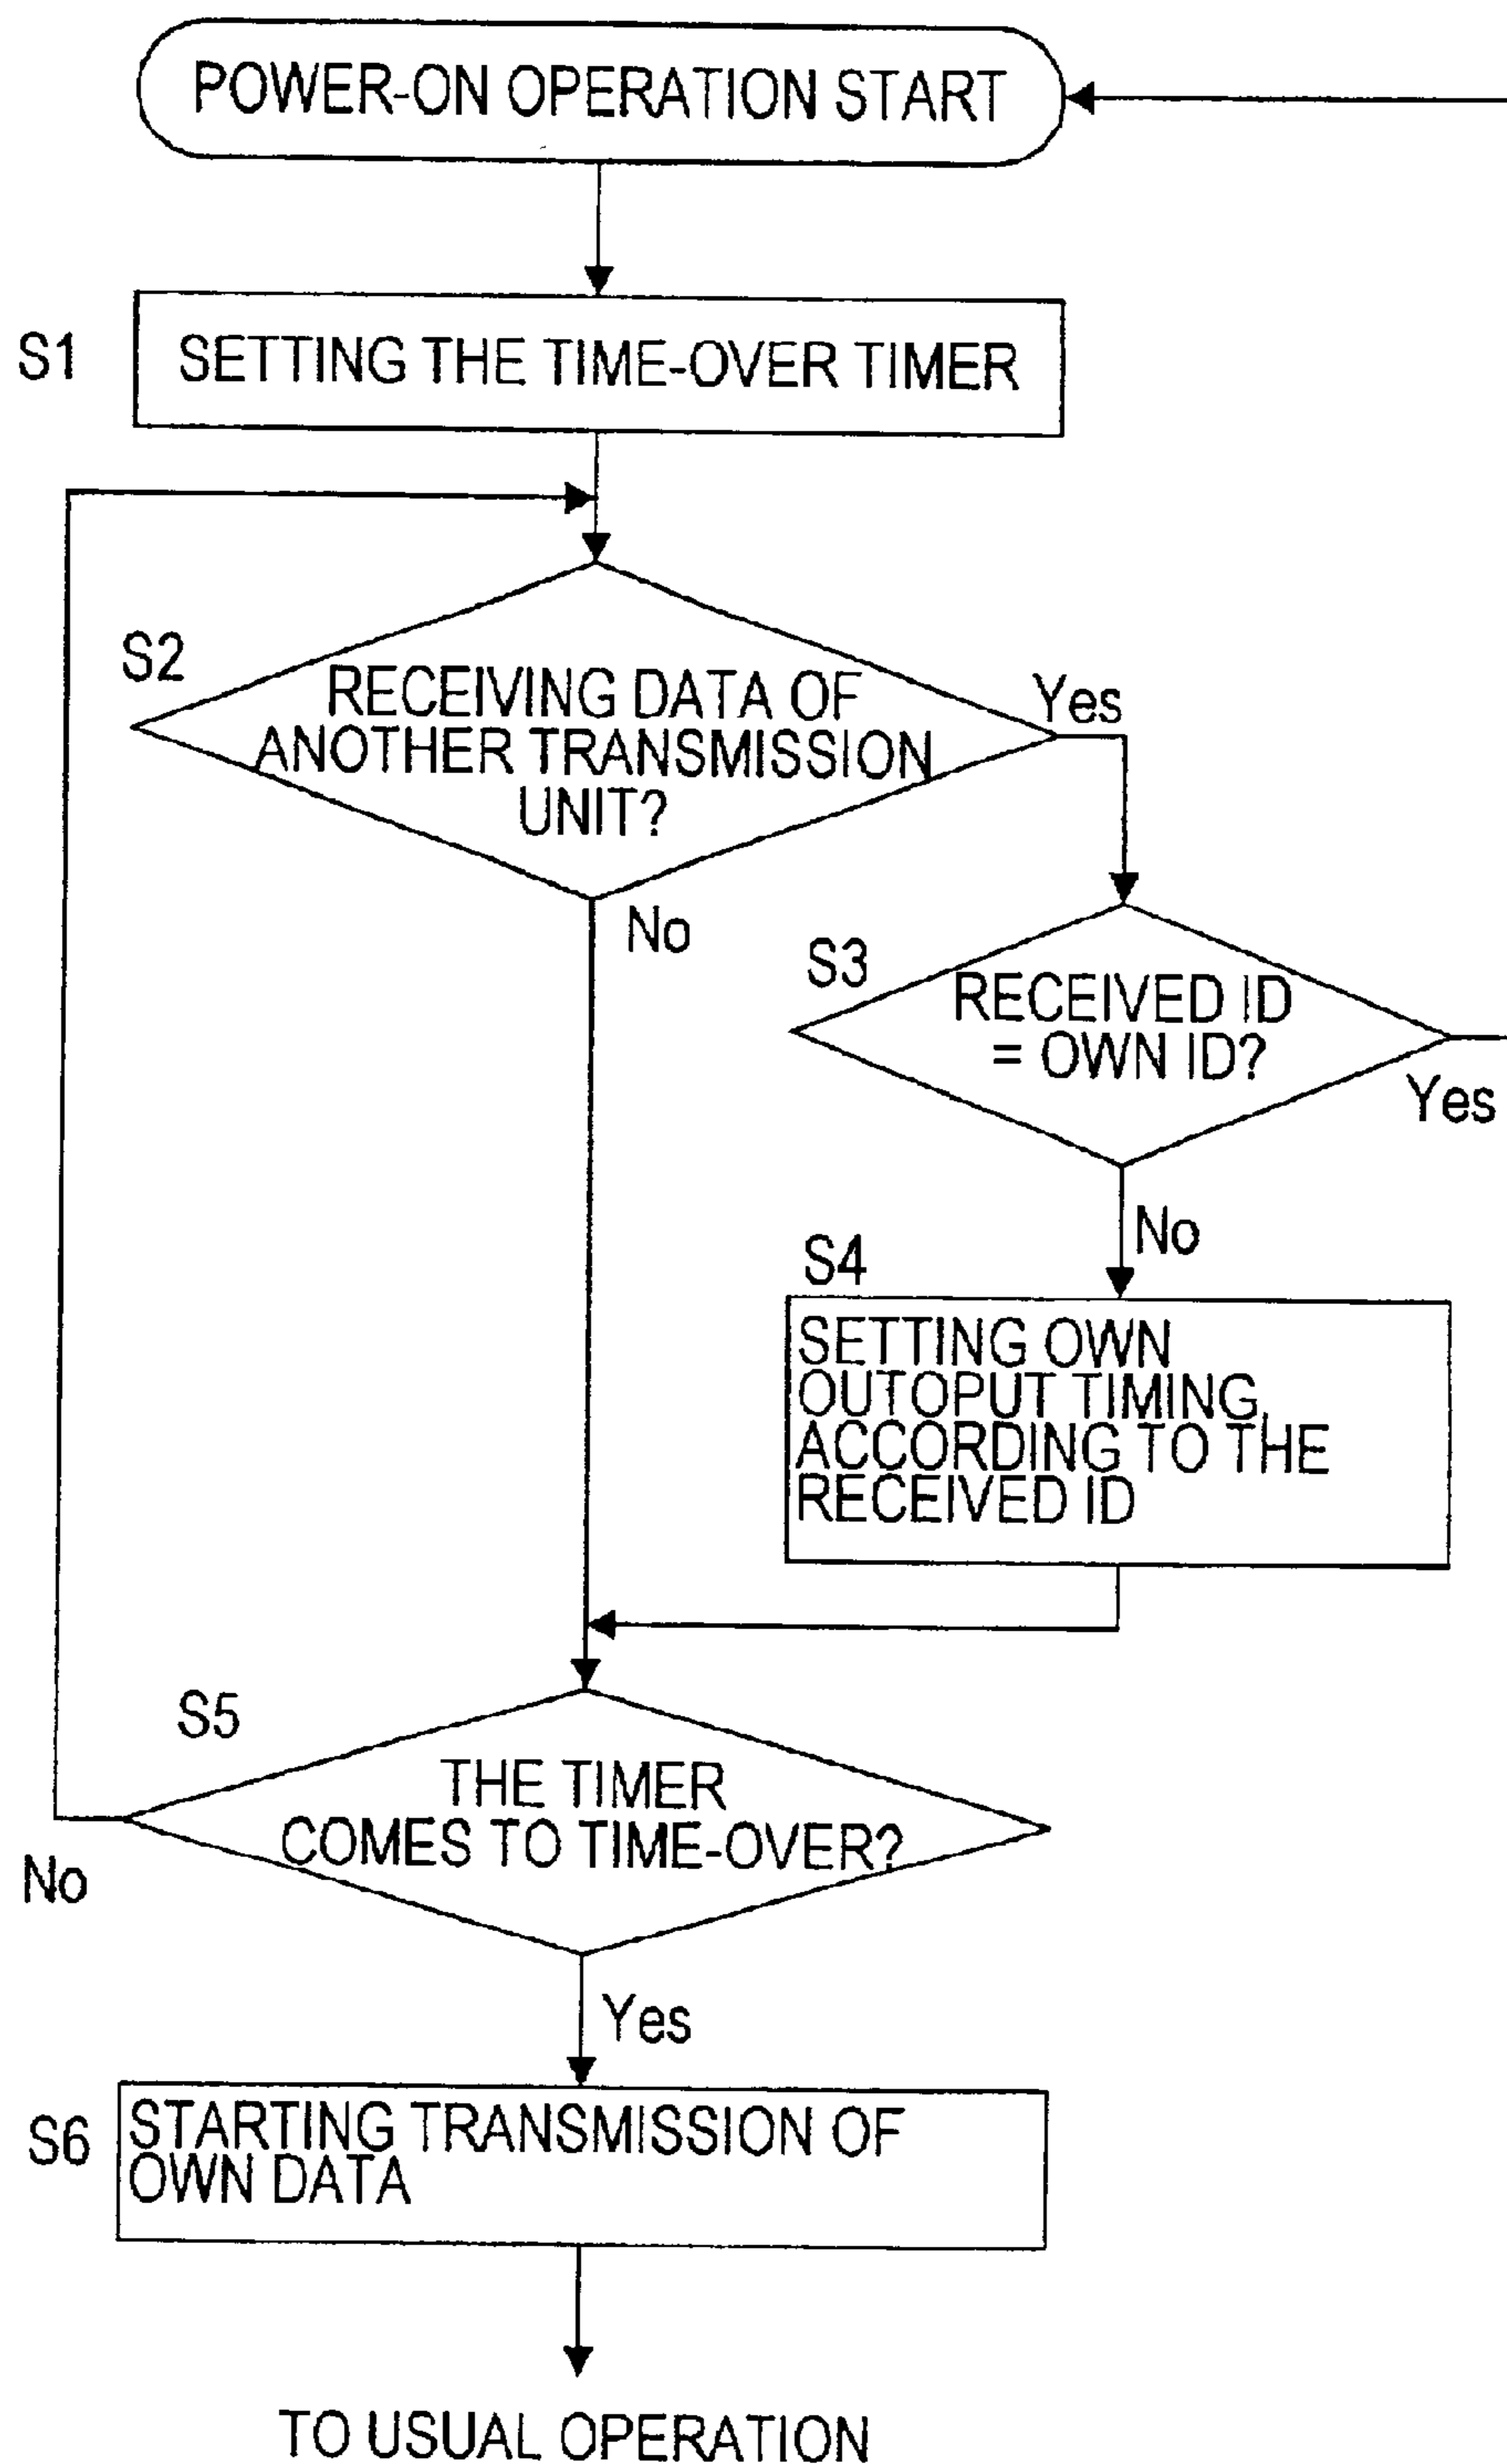 POWER-ON OPERATION START
S1
SETTING THE TIME-OVER TIMER
S2
RECEIVING DATA OF
ANOTHER TRANSMISSION
UNIT?
Yes
No
S3
RECEIVED ID
= OWN ID?
Yes
No
S4
SETTING OWN
OUTOPUT TIMING,
ACCORDING TO THE
RECEIVED ID
S5
THE TIMER
COMES TO TIME-OVER?
No
Yes
S6
STARTING TRANSMISSION OF
OWN DATA
TO USUAL OPERATION